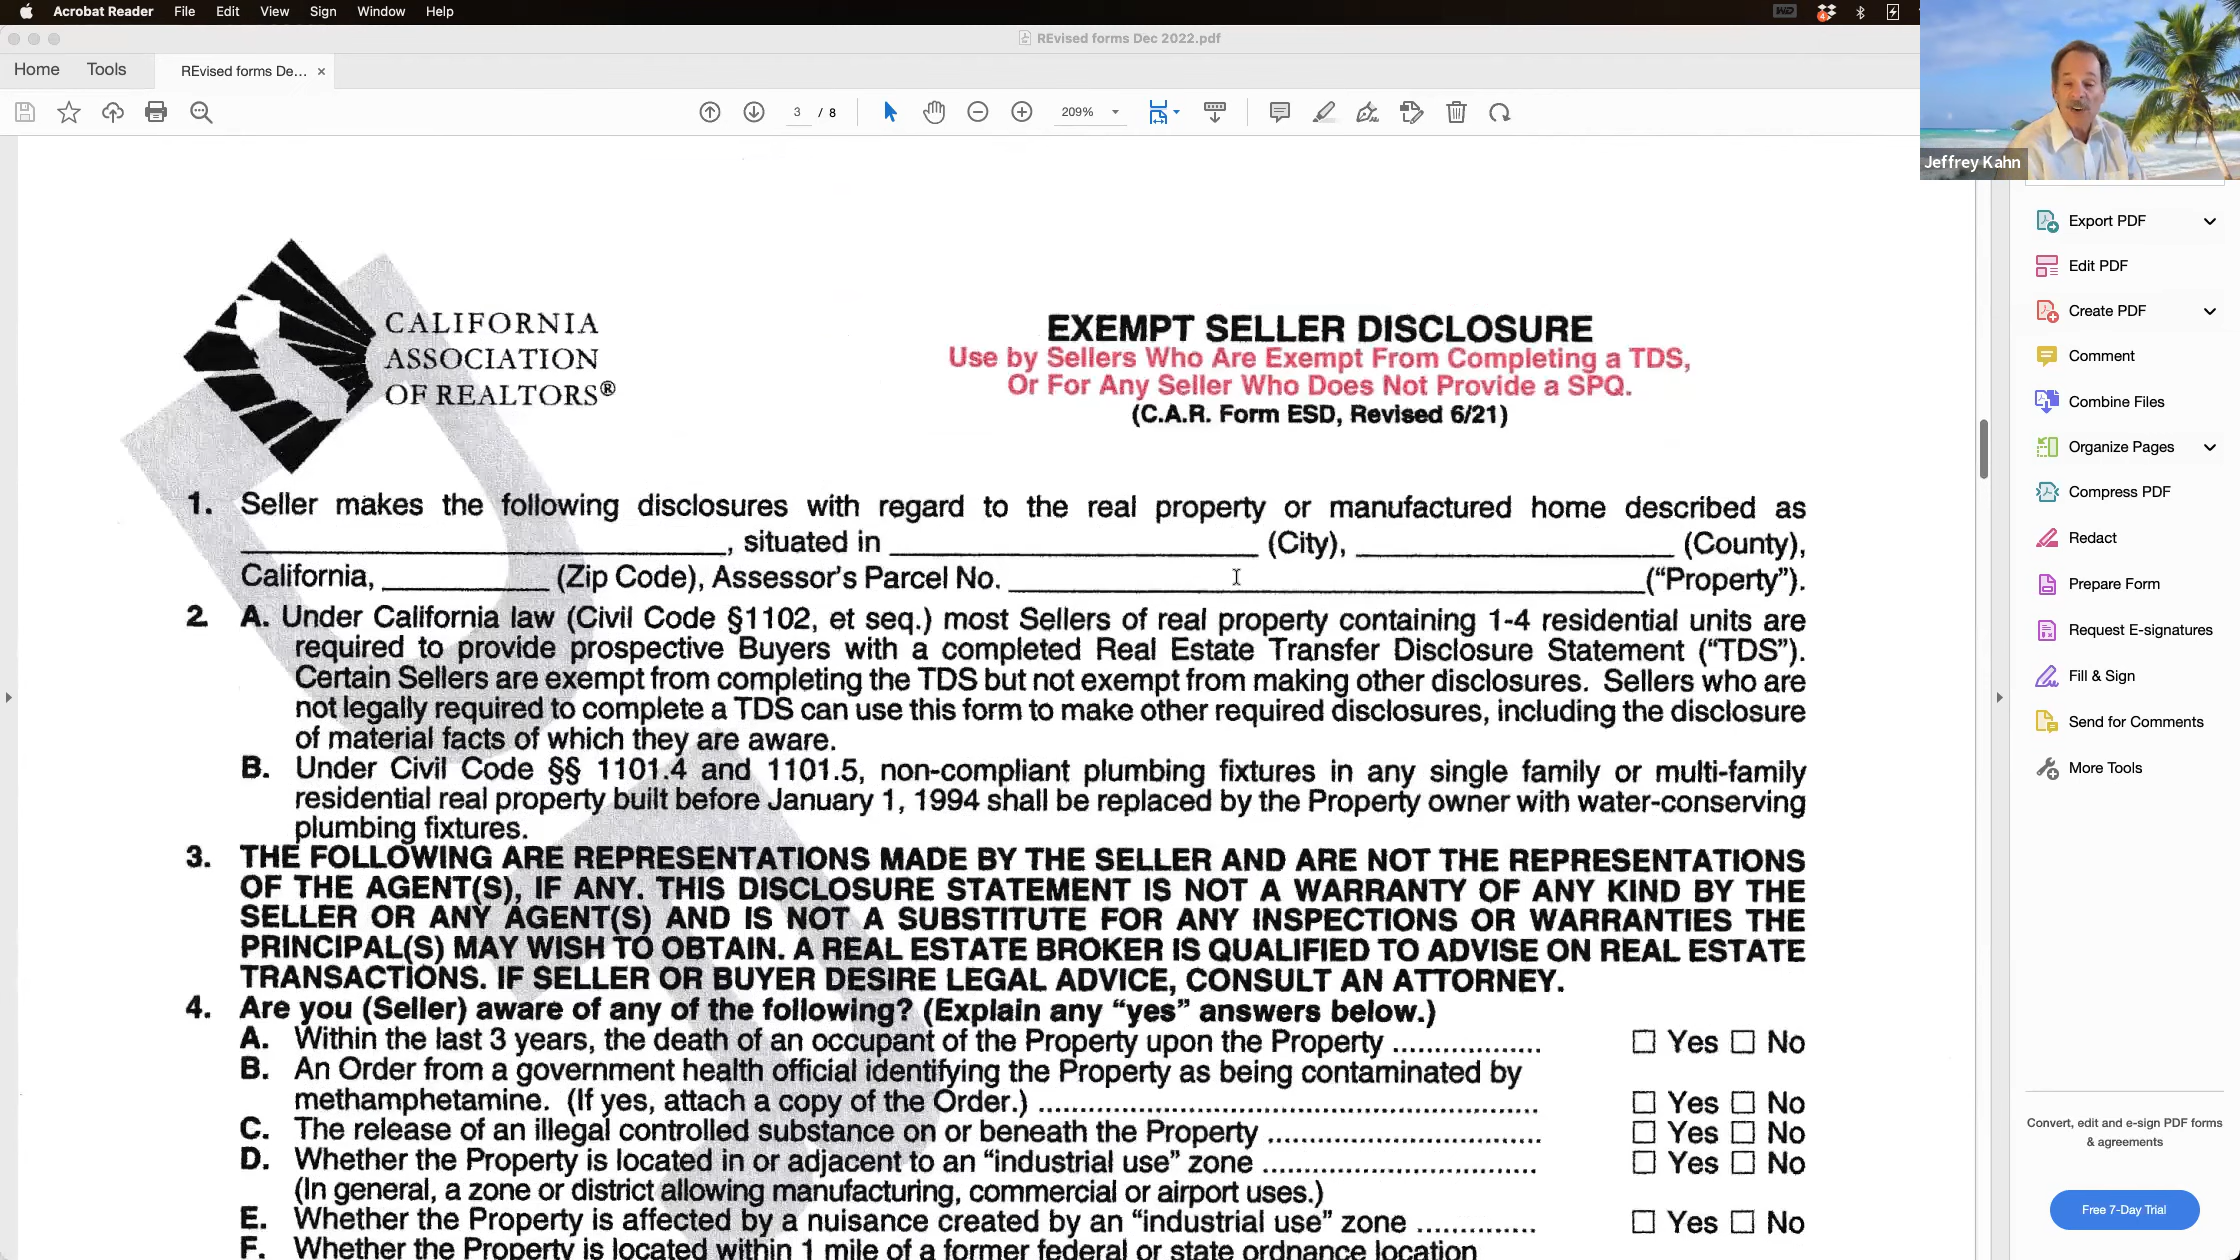 Acrobat Reader File Edit View Sign Window Help
REvised forms Dec 2022.pdf
Home Tools REvised forms De... ×
3 / 8 209%
Jeffrey Kahn
CALIFORNIA
ASSOCIATION
OF REALTORS®
EXEMPT SELLER DISCLOSURE
Use by Sellers Who Are Exempt From Completing a TDS,
Or For Any Seller Who Does Not Provide a SPQ.
(C.A.R. Form ESD, Revised 6/21)
1. Seller makes the following disclosures with regard to the real property or manufactured home described as
____________________, situated in ____________________ (City), ____________________ (County),
California, __________ (Zip Code), Assessor's Parcel No. ______________________________ ("Property").
2. A. Under California law (Civil Code §1102, et seq.) most Sellers of real property containing 1-4 residential units are
required to provide prospective Buyers with a completed Real Estate Transfer Disclosure Statement ("TDS").
Certain Sellers are exempt from completing the TDS but not exempt from making other disclosures. Sellers who are
not legally required to complete a TDS can use this form to make other required disclosures, including the disclosure
of material facts of which they are aware.
B. Under Civil Code §§ 1101.4 and 1101.5, non-compliant plumbing fixtures in any single family or multi-family
residential real property built before January 1, 1994 shall be replaced by the Property owner with water-conserving
plumbing fixtures.
3. THE FOLLOWING ARE REPRESENTATIONS MADE BY THE SELLER AND ARE NOT THE REPRESENTATIONS
OF THE AGENT(S), IF ANY. THIS DISCLOSURE STATEMENT IS NOT A WARRANTY OF ANY KIND BY THE
SELLER OR ANY AGENT(S) AND IS NOT A SUBSTITUTE FOR ANY INSPECTIONS OR WARRANTIES THE
PRINCIPAL(S) MAY WISH TO OBTAIN. A REAL ESTATE BROKER IS QUALIFIED TO ADVISE ON REAL ESTATE
TRANSACTIONS. IF SELLER OR BUYER DESIRE LEGAL ADVICE, CONSULT AN ATTORNEY.
4. Are you (Seller) aware of any of the following? (Explain any "yes" answers below.)
A. Within the last 3 years, the death of an occupant of the Property upon the Property .................. ☐ Yes ☐ No
B. An Order from a government health official identifying the Property as being contaminated by
methamphetamine. (If yes, attach a copy of the Order.) .................. ☐ Yes ☐ No
C. The release of an illegal controlled substance on or beneath the Property .................. ☐ Yes ☐ No
D. Whether the Property is located in or adjacent to an "industrial use" zone .................. ☐ Yes ☐ No
(In general, a zone or district allowing manufacturing, commercial or airport uses.)
E. Whether the Property is affected by a nuisance created by an "industrial use" zone .............. ☐ Yes ☐ No
F. Whether the Property is located within 1 mile of a former federal or state ordnance location
Export PDF
Edit PDF
Create PDF
Comment
Combine Files
Organize Pages
Compress PDF
Redact
Prepare Form
Request E-signatures
Fill & Sign
Send for Comments
More Tools
Convert, edit and e-sign PDF forms
& agreements
Free 7-Day Trial